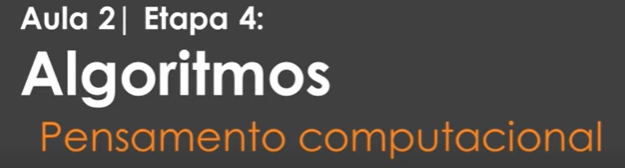 Aula 2| Etapa 4:
Algoritmos
Pensamento computacional